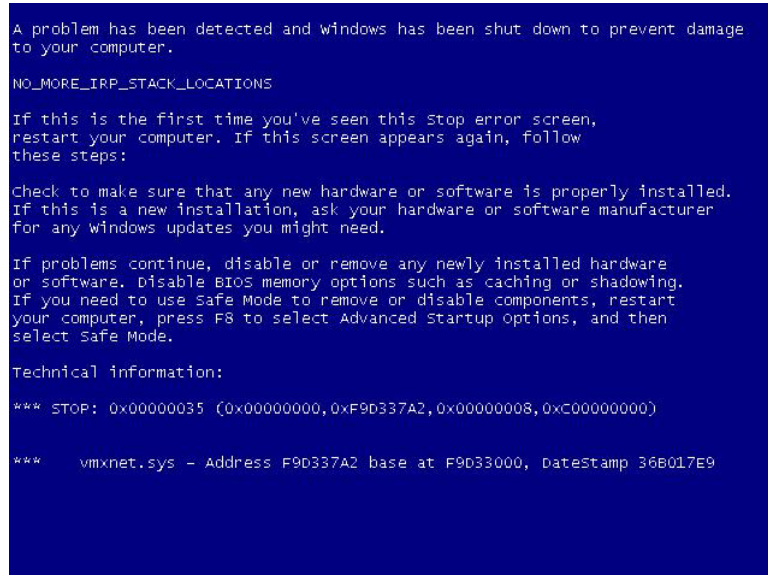 A problem has been detected and windows has been shut down to prevent damage
to your computer.
NO_MORE_IRP_STACK_LOCATIONS
If this is the first time you've seen this Stop error screen,
restart your computer. If this screen appears again, follow
these steps:
Check to make sure that any new hardware or software is properly installed.
If this is a new installation, ask your hardware or software manufacturer
for any windows updates you might need.
If problems continue, disable or remove any newly installed hardware
or software. Disable BIOS memory options such as caching or shadowing.
If you need to use Safe Mode to remove or disable components, restart
your computer, press F8 to select Advanced Startup Options, and then
select Safe Mode.
Technical information:
*** STOP: 0x00000035 (0x00000000,0xF9D337A2,0x00000008,0xC00000000)
*** vmxnet.sys – Address F9D337A2 base at F9D33000, DateStamp 36B017E9